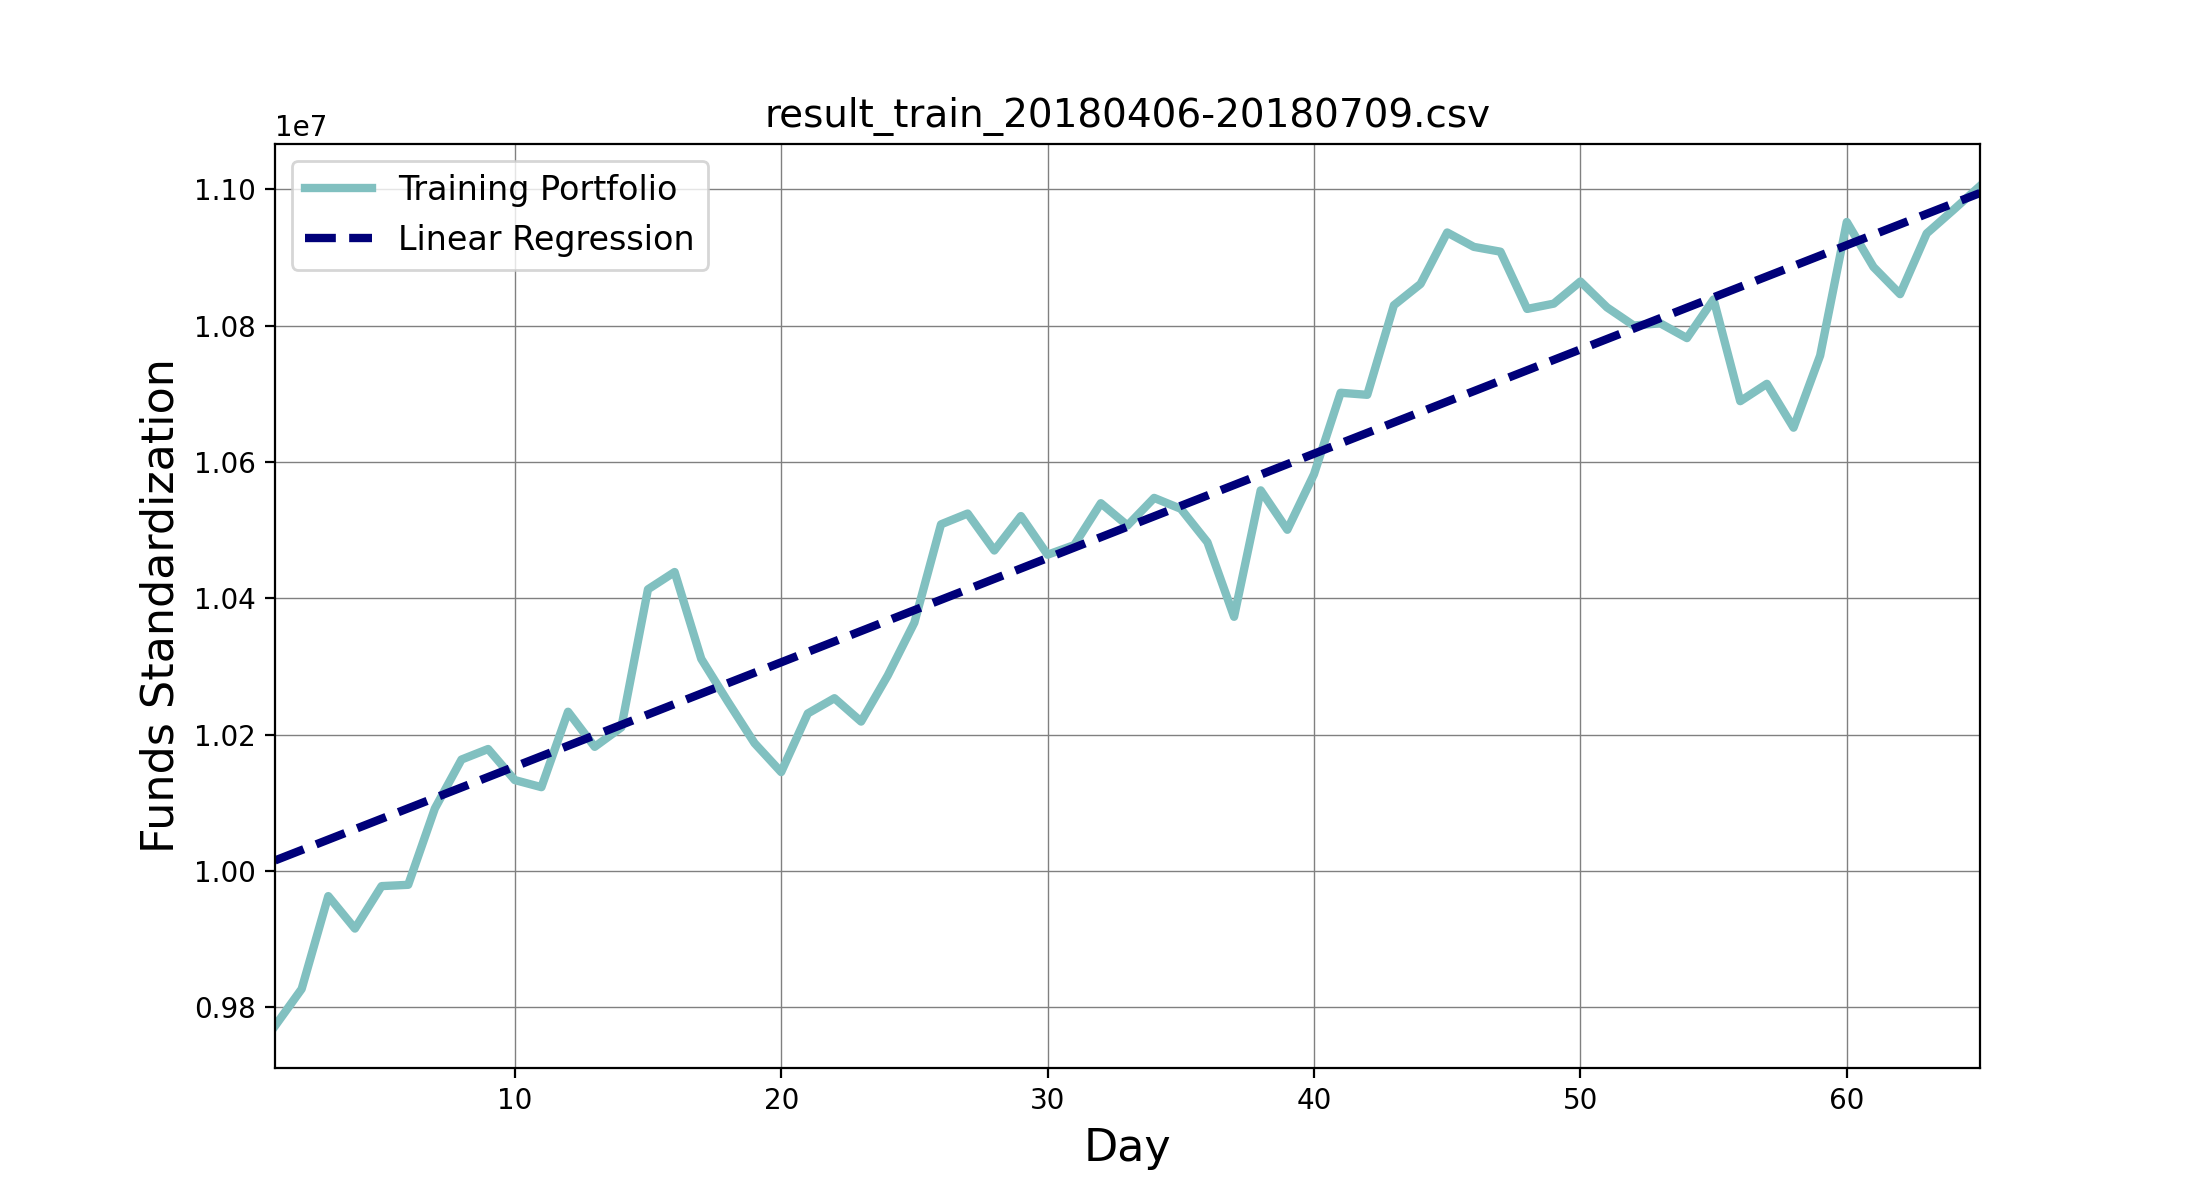 result_train_20180406-20180709.csv
1e7
Training Portfolio
Linear Regression
1.10
1.08
1.06
1.04
1.02
1.00
0.98
Funds Standardization
10 20 30 40 50 60
Day